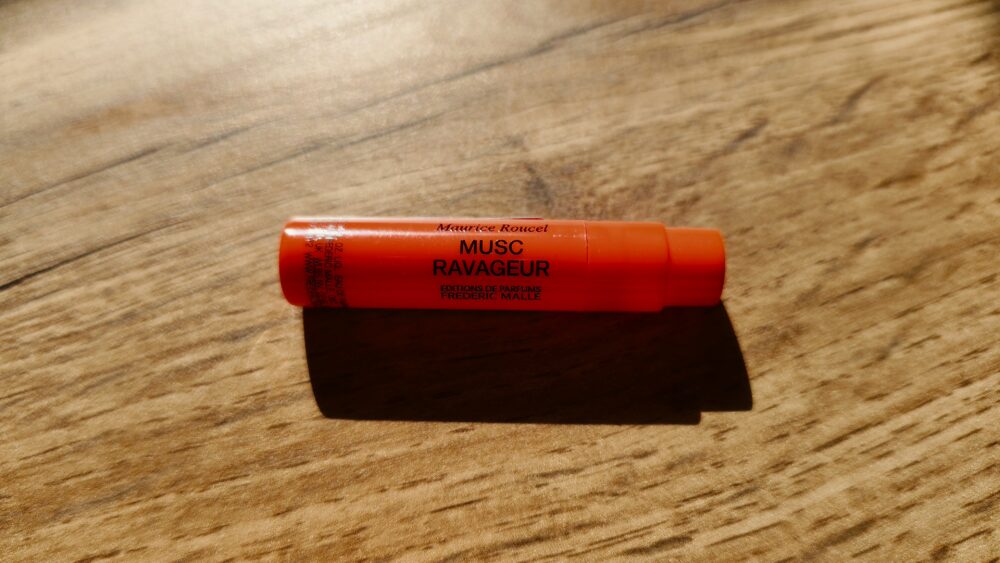 Maurice Roucel
MUSC
RAVAGEUR
EDITIONS DE PARFUMS
FREDERIC MALLE